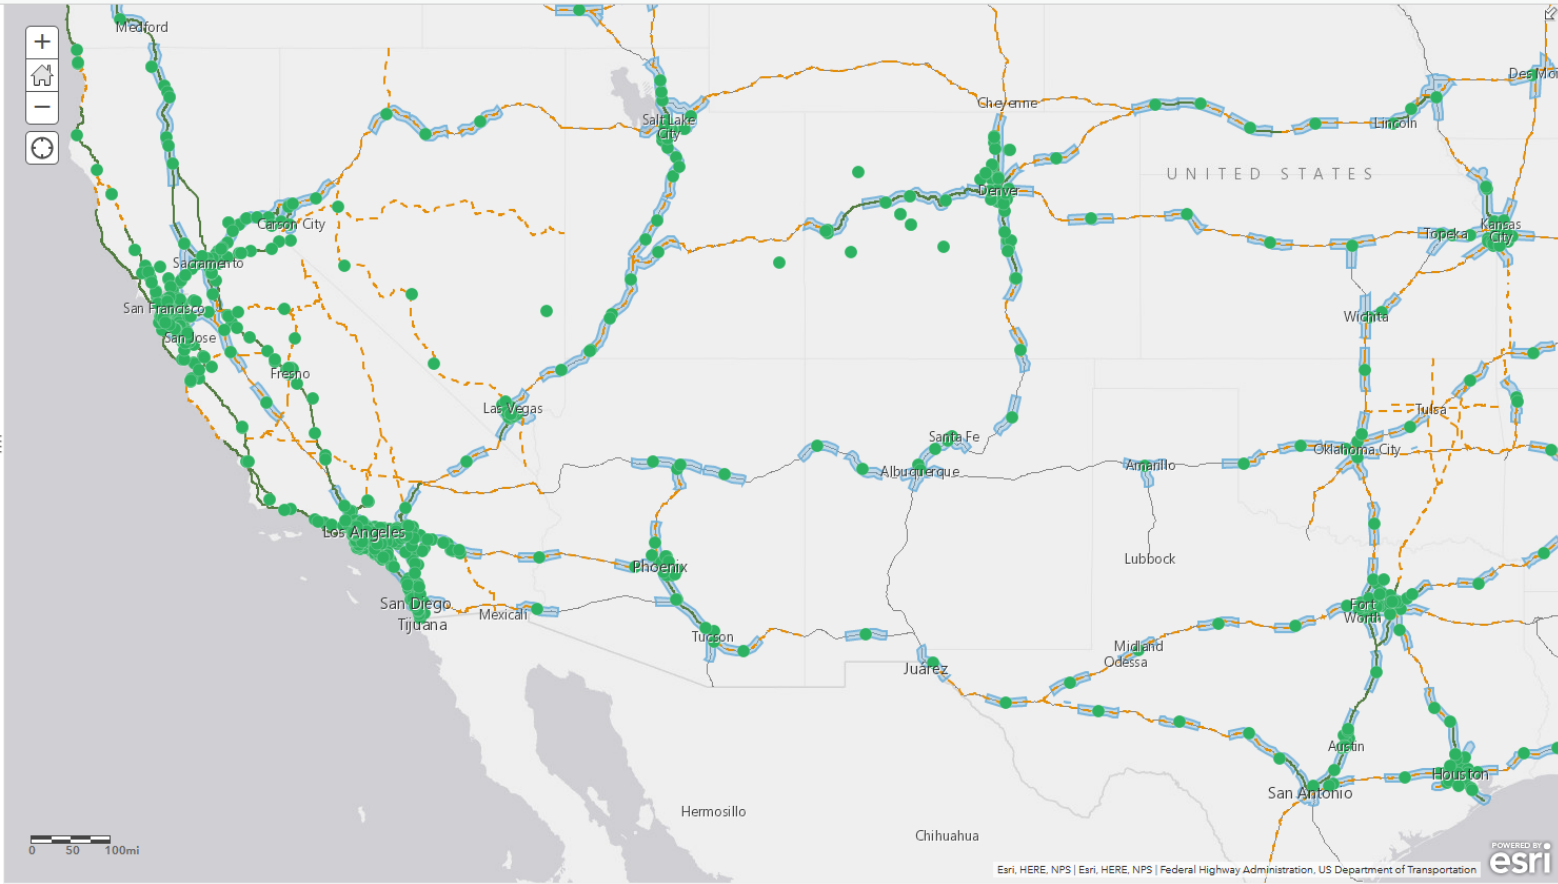 Medford
+
−
Des Mo
Cheyenne
Salt Lake
City
Lincoln
UNITED STATES
Denver
Carson City
Kansas
City
Topeka
Sacramento
San Francisco
Wichita
San Jose
Fresno
Las Vegas
Tulsa
Santa Fe
Oklahoma City
Albuquerque
Amarillo
Los Angeles
Lubbock
Phoenix
San Diego
Mexicali
Tijuana
Fort
Worth
Tucson
Midland
Odessa
Juárez
Austin
Houston
San Antonio
Hermosillo
Chihuahua
0 50 100mi
Esri, HERE, NPS | Esri, HERE, NPS | Federal Highway Administration, US Department of Transportation
POWERED BY
esri